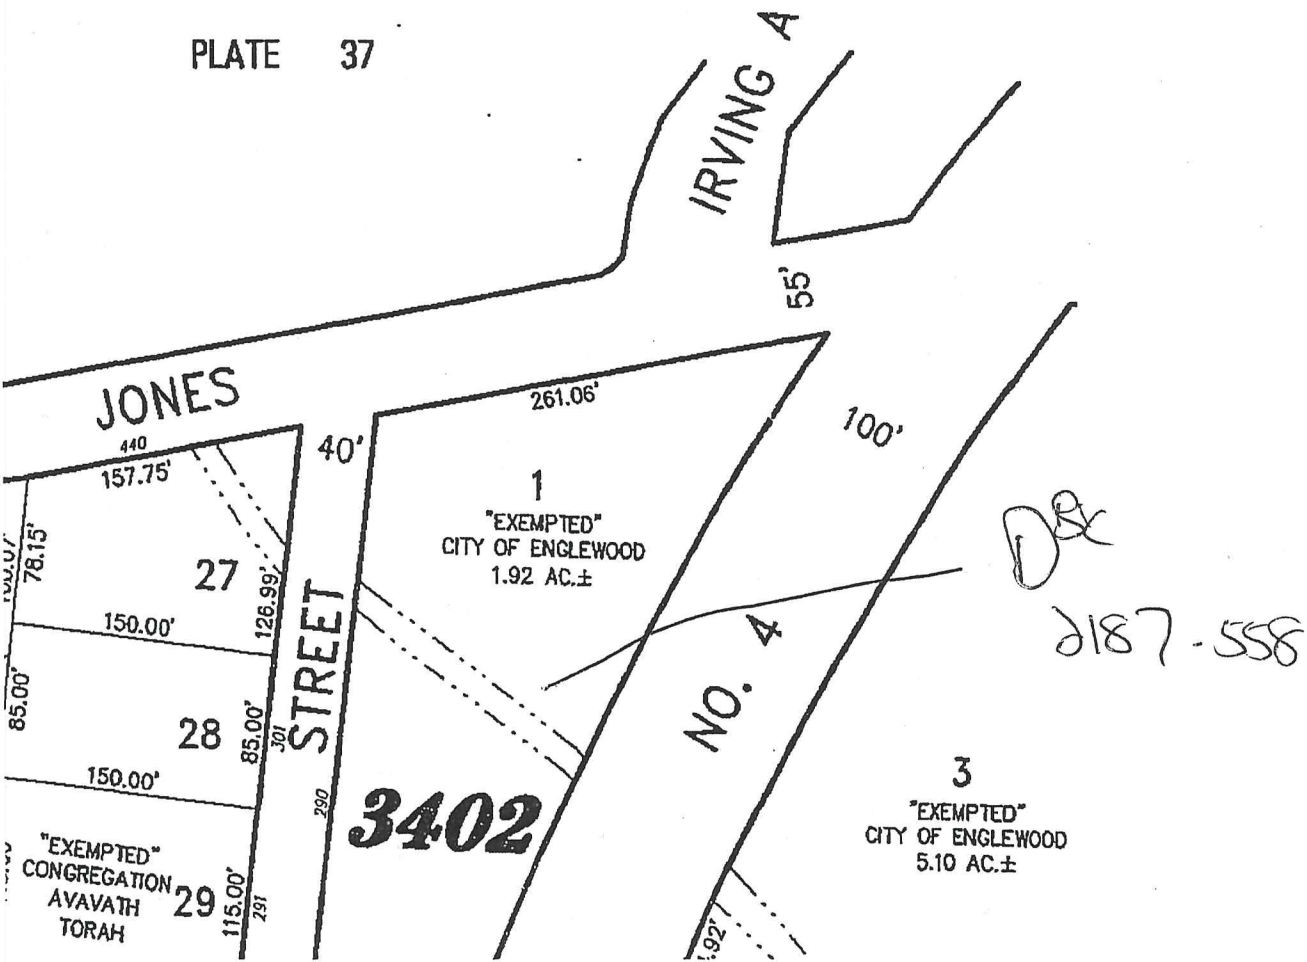 PLATE 37
IRVING A
55'
JONES
261.06'
440
157.75'
40'
100'
1
"EXEMPTED"
CITY OF ENGLEWOOD
1.92 AC.±
78.15'
27
126.99'
150.00'
STREET
NO. 4
2187-558
85.00'
28
85.00'
301
150.00'
290
3402
3
"EXEMPTED"
CITY OF ENGLEWOOD
5.10 AC.±
"EXEMPTED"
CONGREGATION
AVAVATH
TORAH
29
115.00'
291
.92'